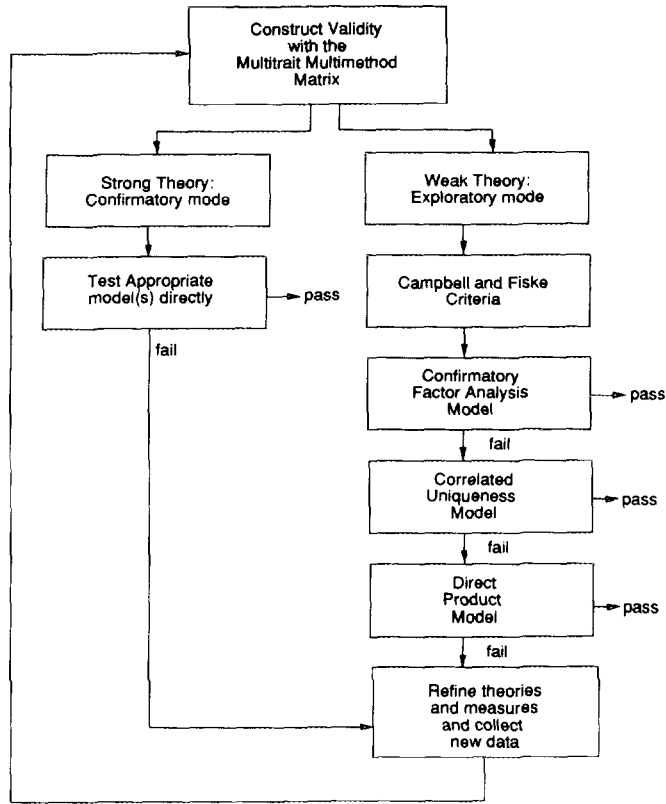 Construct Validity
with the
Multitrait Multimethod
Matrix
Strong Theory:
Confirmatory mode
Weak Theory:
Exploratory mode
Test Appropriate
model(s) directly
pass
fail
Campbell and Fiske
Criteria
Confirmatory
Factor Analysis
Model
pass
fail
Correlated
Uniqueness
Model
pass
fail
Direct
Product
Model
pass
fail
Refine theories
and measures
and collect
new data